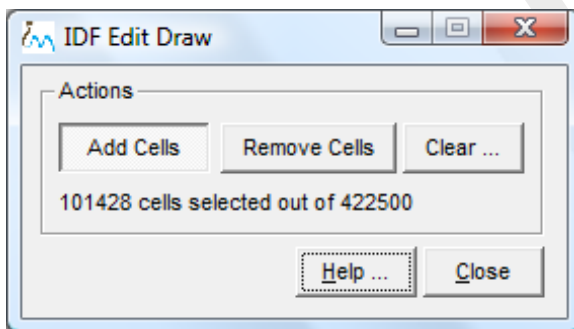 IDF Edit Draw
Actions
Add Cells Remove Cells Clear ...
101428 cells selected out of 422500
Help ... Close